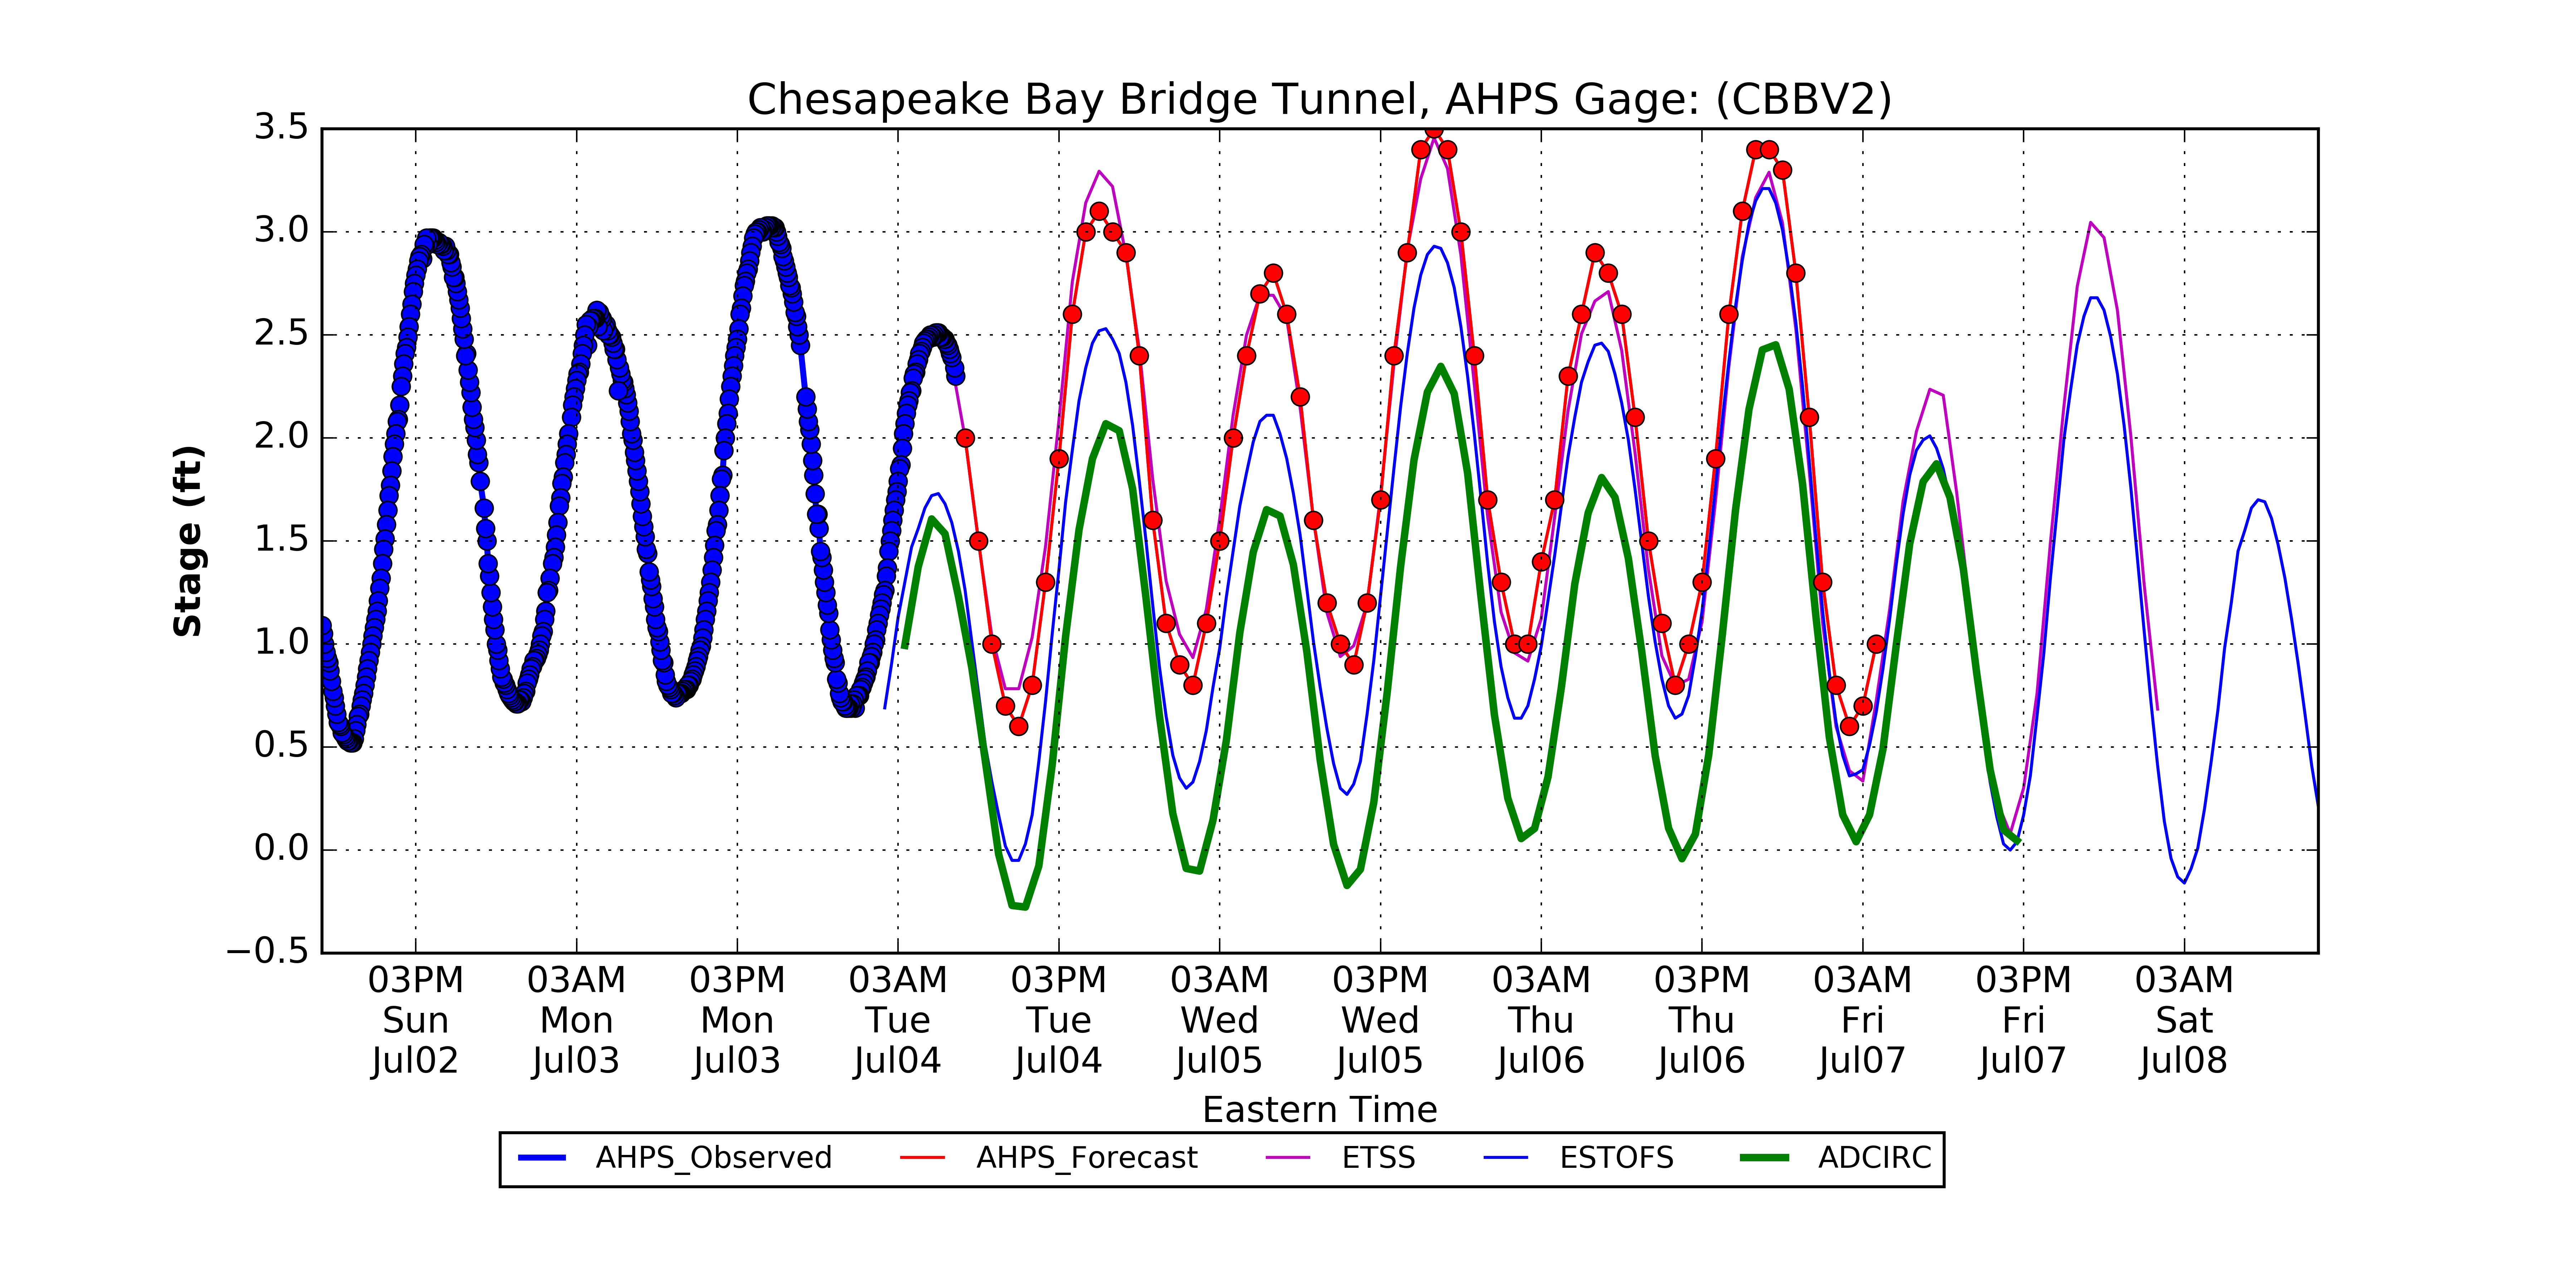 Chesapeake Bay Bridge Tunnel, AHPS Gage: (CBBV2)
3.5
3.0
2.5
2.0
1.5
1.0
0.5
0.0
−0.5
Stage (ft)
03PM 03AM 03PM 03AM 03PM 03AM 03PM 03AM 03PM 03AM 03PM 03AM
Sun Mon Mon Tue Tue Wed Wed Thu Thu Fri Fri Sat
Jul02 Jul03 Jul03 Jul04 Jul04 Jul05 Jul05 Jul06 Jul06 Jul07 Jul07 Jul08
Eastern Time
AHPS_Observed AHPS_Forecast ETSS ESTOFS ADCIRC